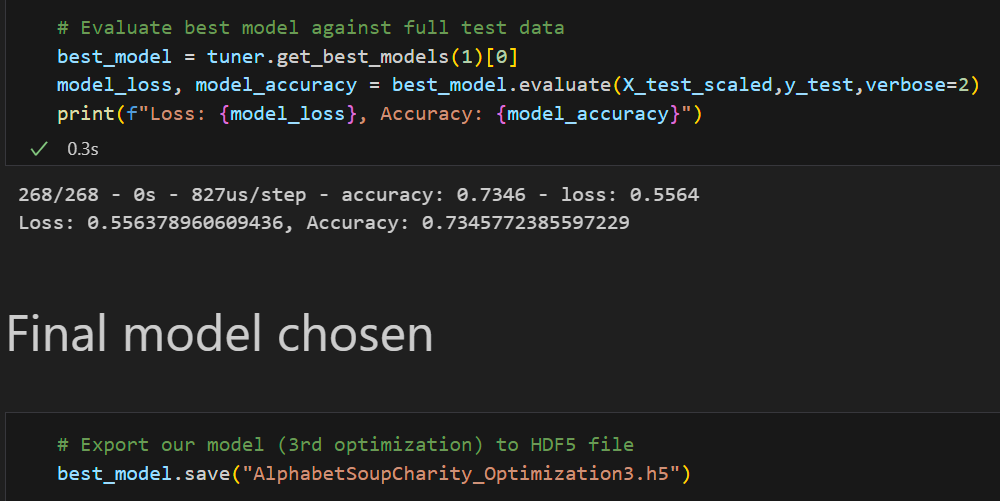 # Evaluate best model against full test data
best_model = tuner.get_best_models(1)[0]
model_loss, model_accuracy = best_model.evaluate(X_test_scaled,y_test,verbose=2)
print(f"Loss: {model_loss}, Accuracy: {model_accuracy}")
0.3s
268/268 - 0s - 827us/step - accuracy: 0.7346 - loss: 0.5564
Loss: 0.556378960609436, Accuracy: 0.7345772385597229
Final model chosen
# Export our model (3rd optimization) to HDF5 file
best_model.save("AlphabetSoupCharity_Optimization3.h5")